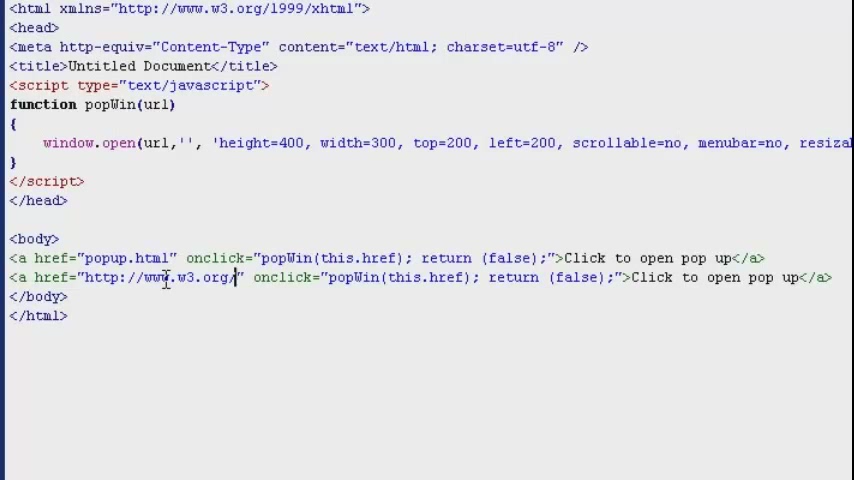 <html xmlns="http://www.w3.org/1999/xhtml">
<head>
<meta http-equiv="Content-Type" content="text/html; charset=utf-8" />
<title>Untitled Document</title>
<script type="text/javascript">
function popWin(url)
{
window.open(url,'', 'height=400, width=300, top=200, left=200, scrollable=no, menubar=no, resizal
}
</script>
</head>
<body>
<a href="popup.html" onclick="popWin(this.href); return (false);">Click to open pop up</a>
<a href="http://www.w3.org/" onclick="popWin(this.href); return (false);">Click to open pop up</a>
</body>
</html>